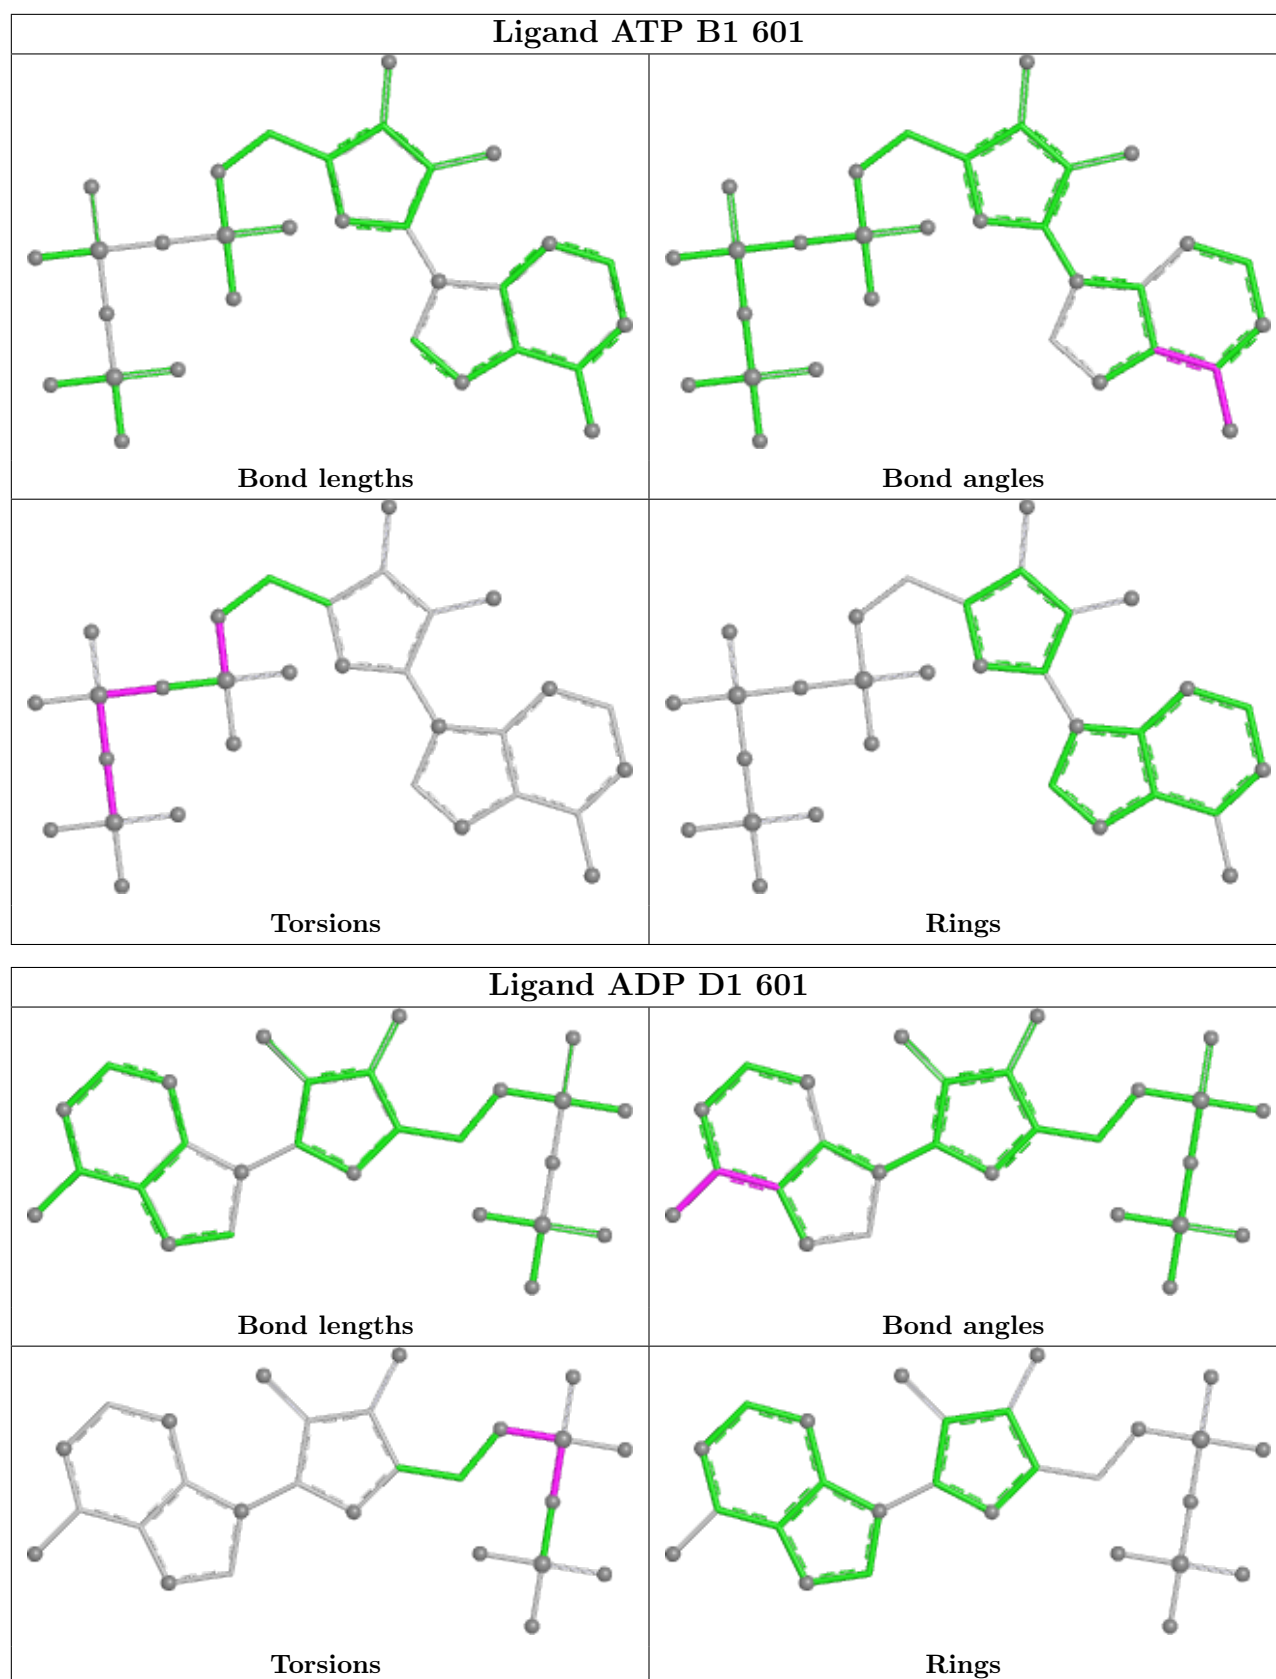 Ligand ATP B1 601
Bond lengths
Bond angles
Torsions
Rings
Ligand ADP D1 601
Bond lengths
Bond angles
Torsions
Rings